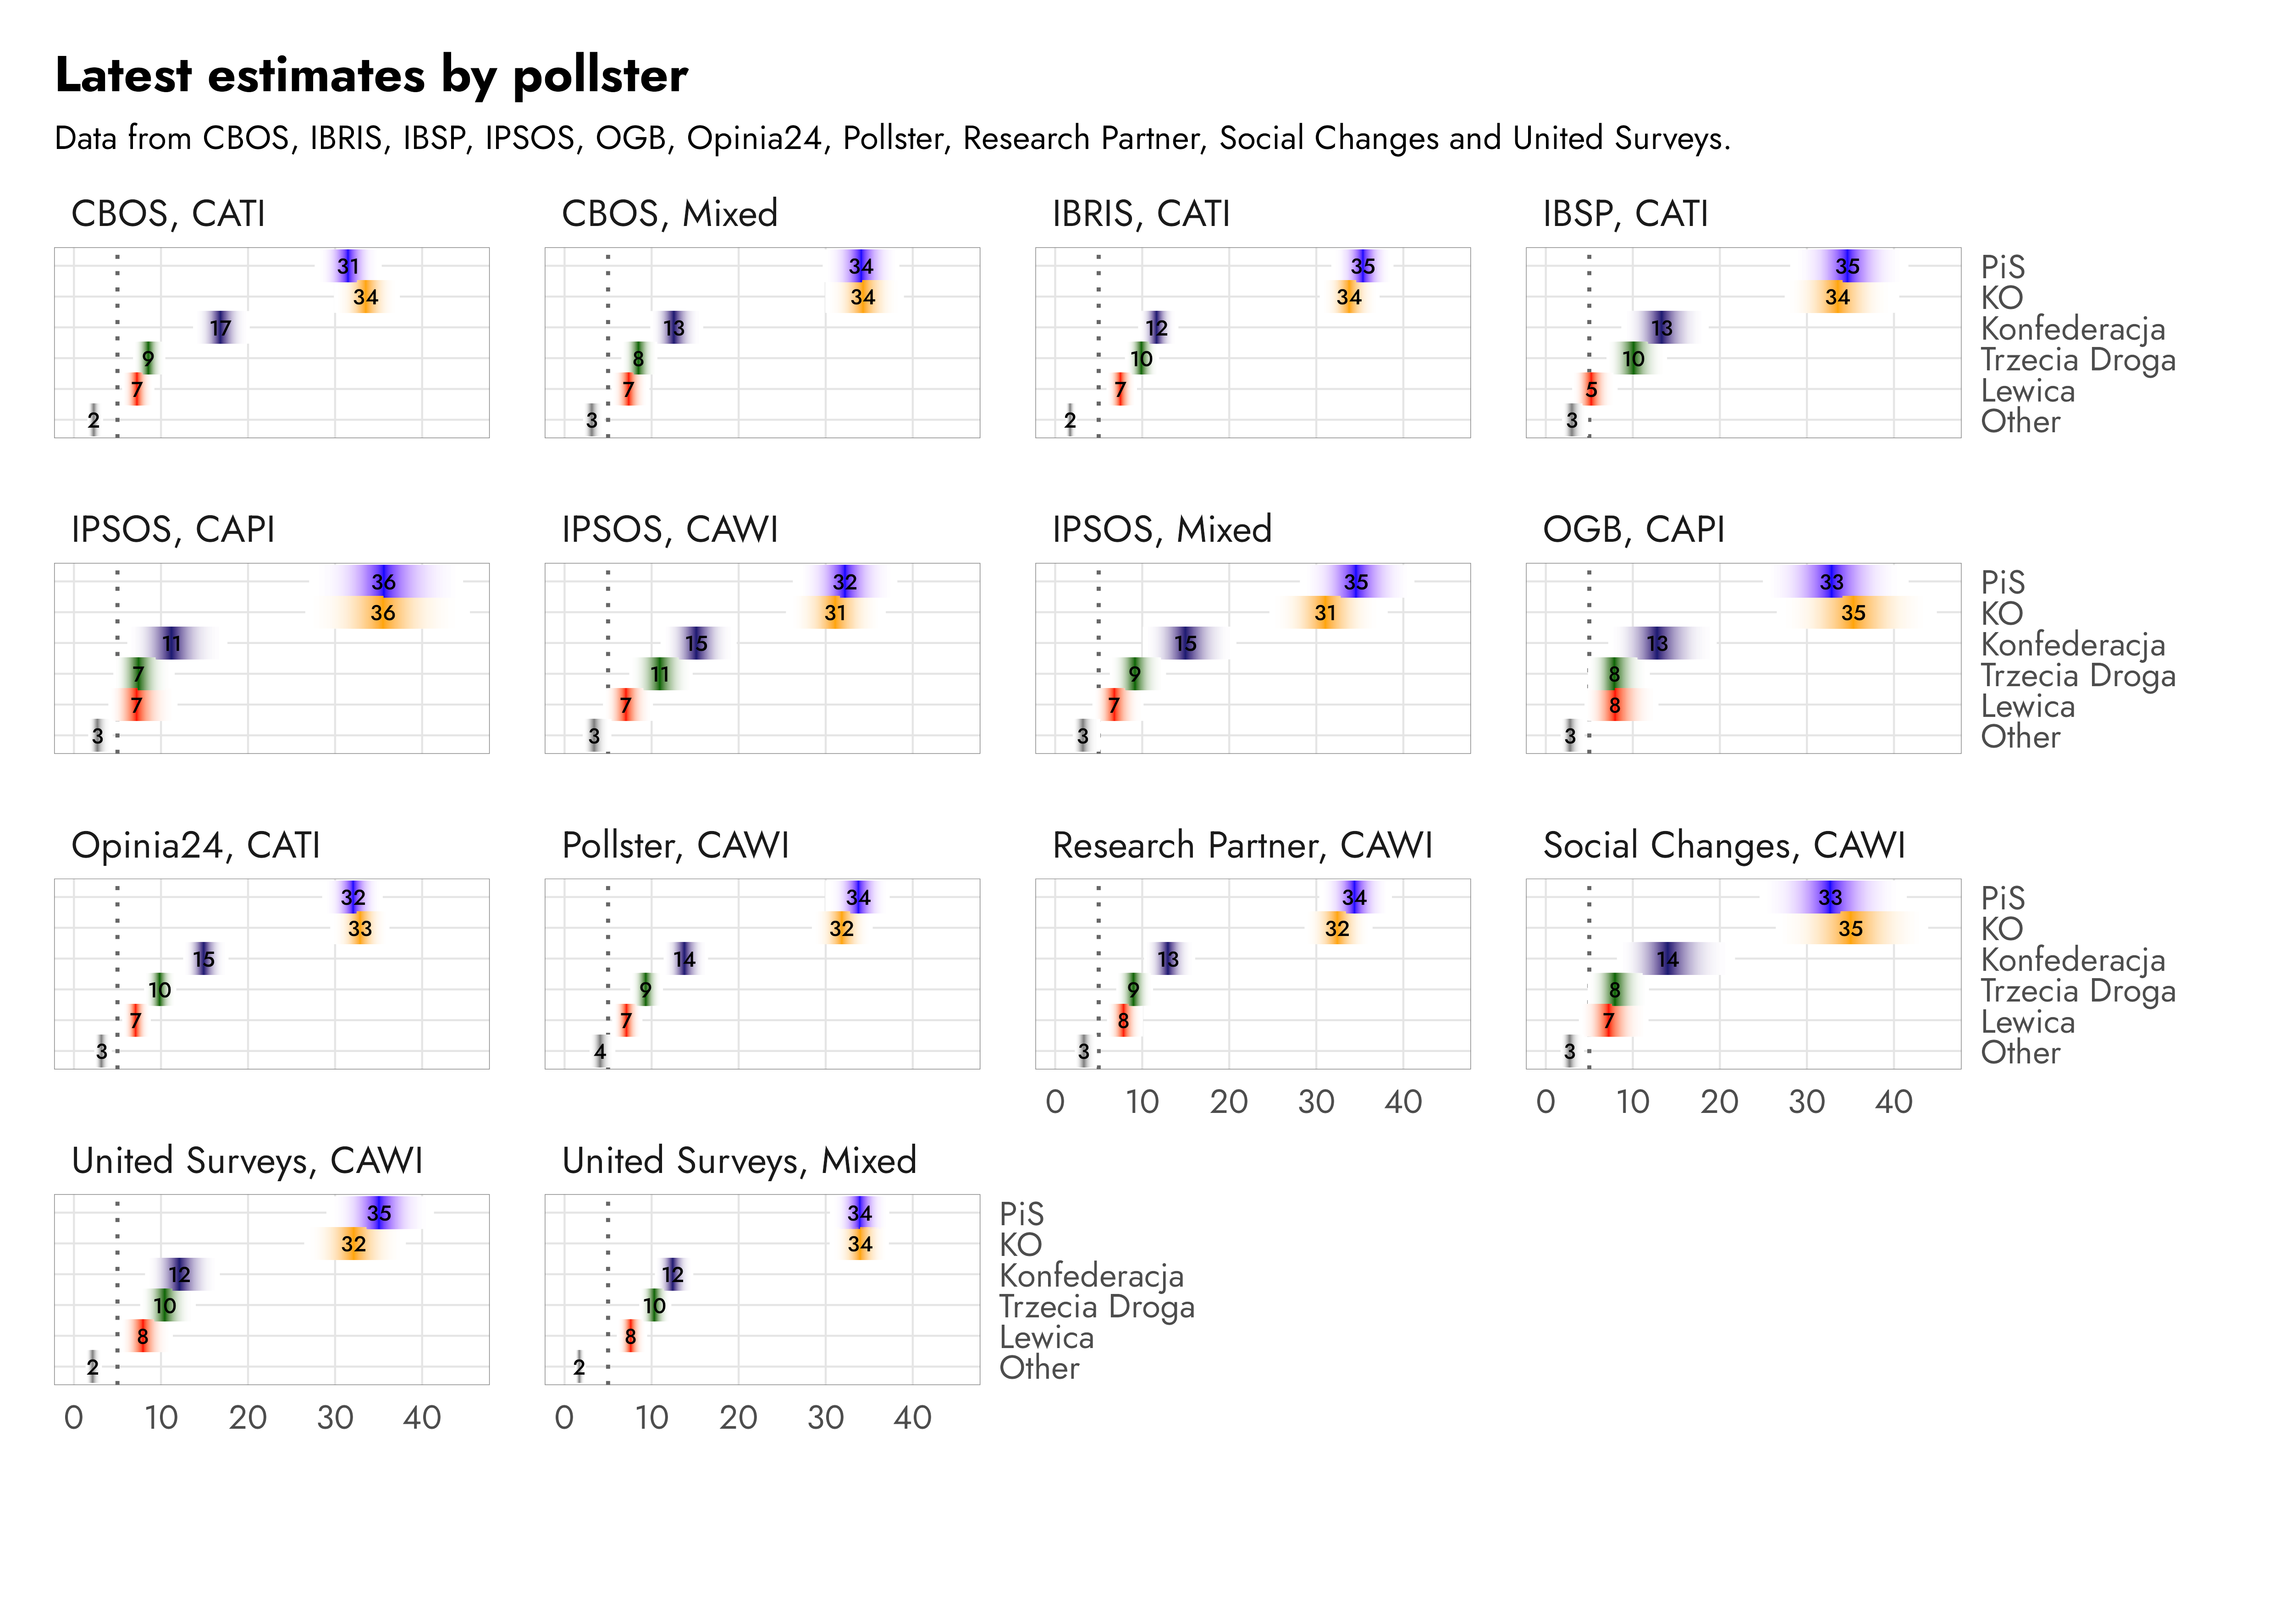 Latest estimates by pollster
Data from CBOS, IBRIS, IBSP, IPSOS, OGB, Opinia24, Pollster, Research Partner, Social Changes and United Surveys.
CBOS, CATI
31
34
17
9
7
2
CBOS, Mixed
34
34
13
8
7
3
IBRIS, CATI
35
34
12
10
7
2
IBSP, CATI
35
34
13
10
5
3
PiS
KO
Konfederacja
Trzecia Droga
Lewica
Other
IPSOS, CAPI
36
36
11
7
7
3
IPSOS, CAWI
32
31
15
11
7
3
IPSOS, Mixed
35
31
15
9
7
3
OGB, CAPI
33
35
13
8
8
3
PiS
KO
Konfederacja
Trzecia Droga
Lewica
Other
Opinia24, CATI
32
33
15
10
7
3
Pollster, CAWI
34
32
14
9
7
4
Research Partner, CAWI
34
32
13
9
8
3
0 10 20 30 40
Social Changes, CAWI
33
35
14
8
7
3
0 10 20 30 40
PiS
KO
Konfederacja
Trzecia Droga
Lewica
Other
United Surveys, CAWI
35
32
12
10
8
2
0 10 20 30 40
United Surveys, Mixed
34
34
12
10
8
2
0 10 20 30 40
PiS
KO
Konfederacja
Trzecia Droga
Lewica
Other